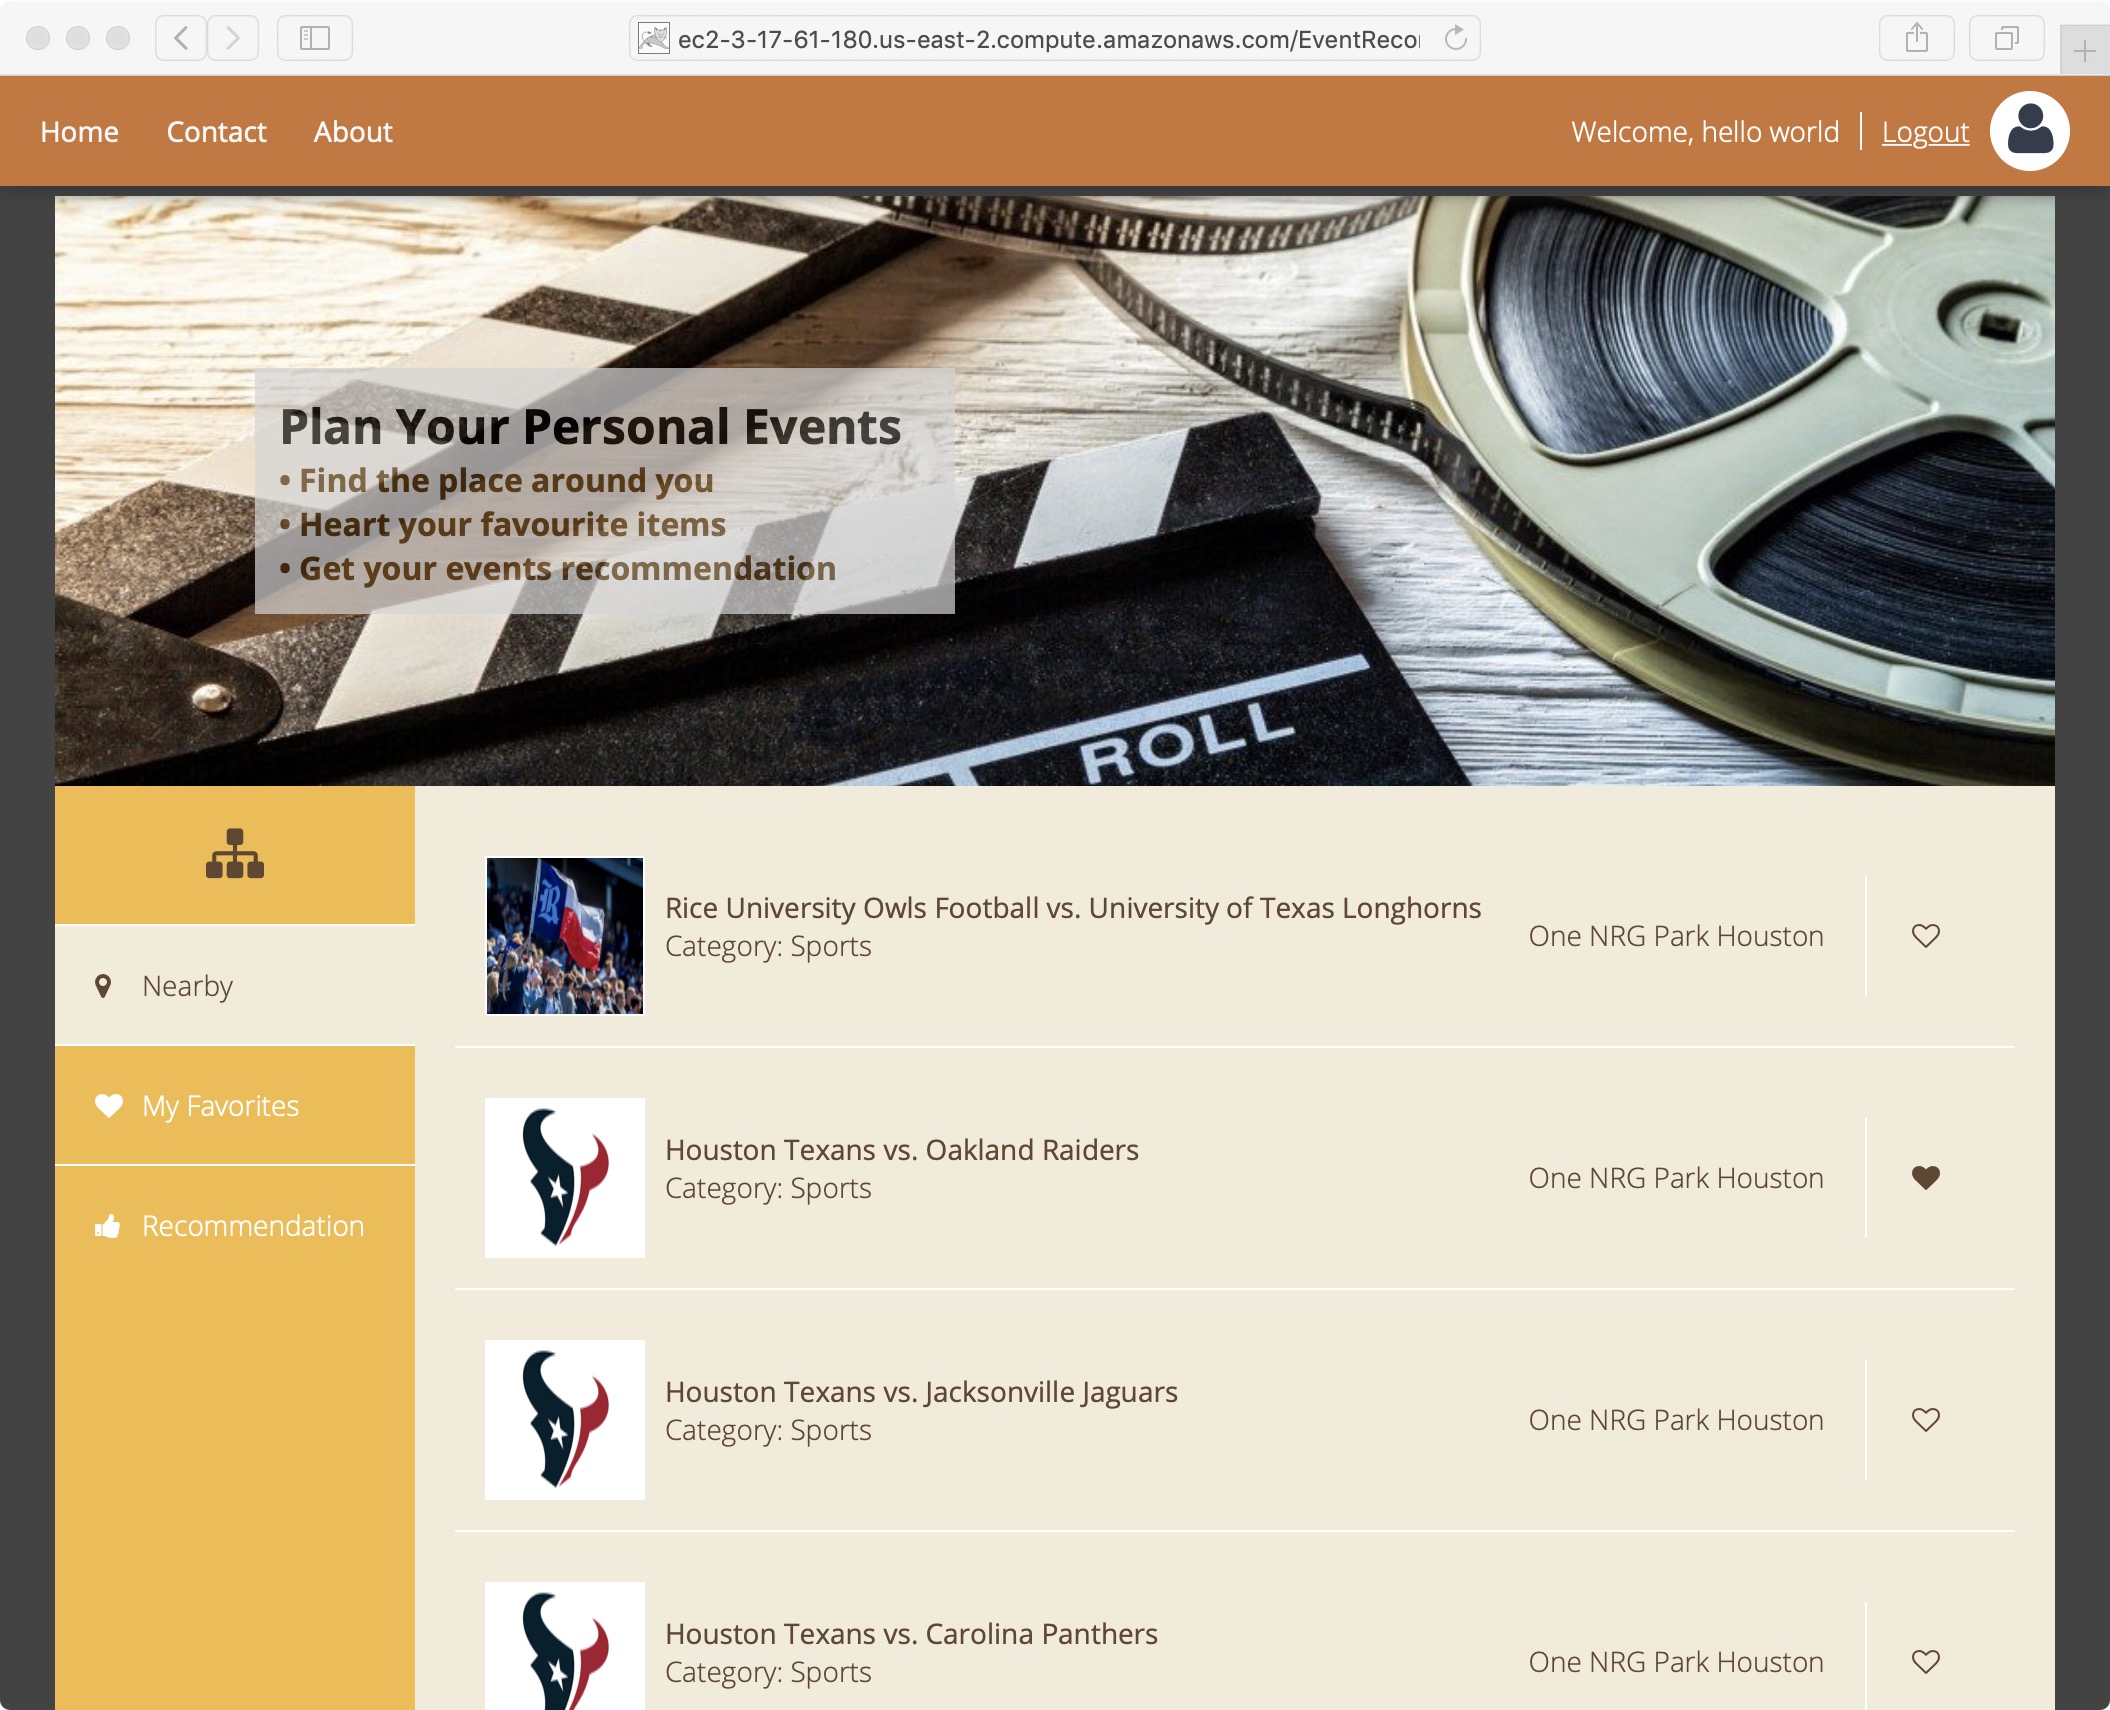 ec2-3-17-61-180.us-east-2.compute.amazonaws.com/EventReco
Home Contact About Welcome, hello world Logout
Plan Your Personal Events
• Find the place around you
• Heart your favourite items
• Get your events recommendation
ROLL
Nearby
My Favorites
Recommendation
Rice University Owls Football vs. University of Texas Longhorns
Category: Sports
One NRG Park Houston
Houston Texans vs. Oakland Raiders
Category: Sports
One NRG Park Houston
Houston Texans vs. Jacksonville Jaguars
Category: Sports
One NRG Park Houston
Houston Texans vs. Carolina Panthers
Category: Sports
One NRG Park Houston